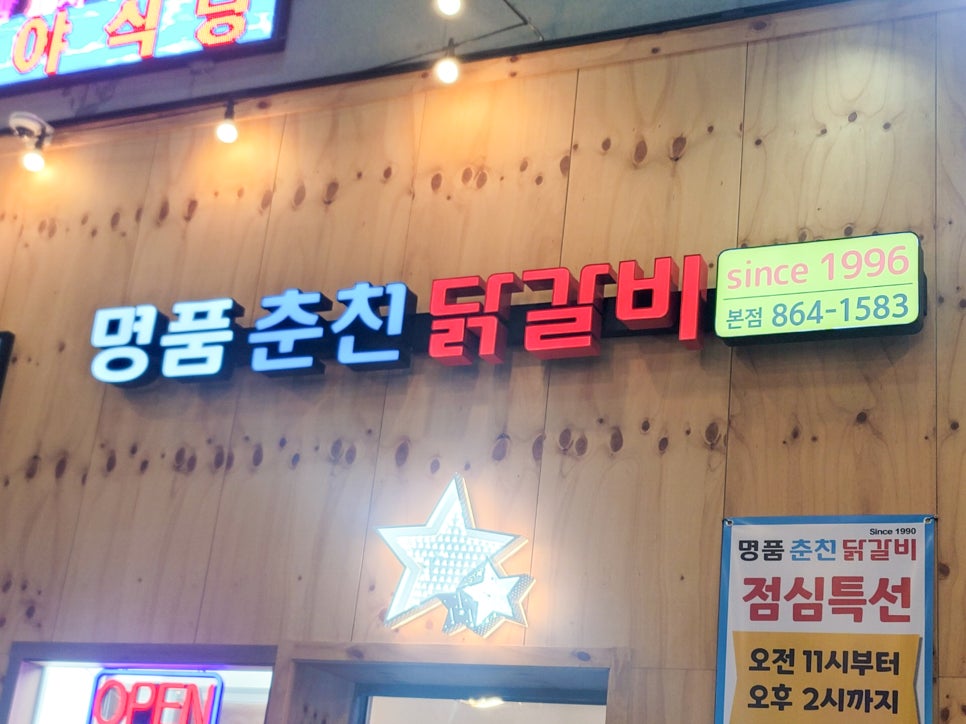 야식당
명품 춘천 닭갈비
since 1996
본점 864-1583
Since 1990
명품 춘천 닭갈비
점심특선
오전 11시부터
오후 2시까지
OPEN